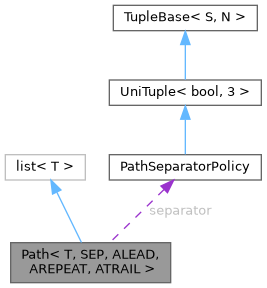 TupleBase< S, N >
UniTuple< bool, 3 >
list< T >
PathSeparatorPolicy
separator
Path< T, SEP, ALEAD,
AREPEAT, ATRAIL >